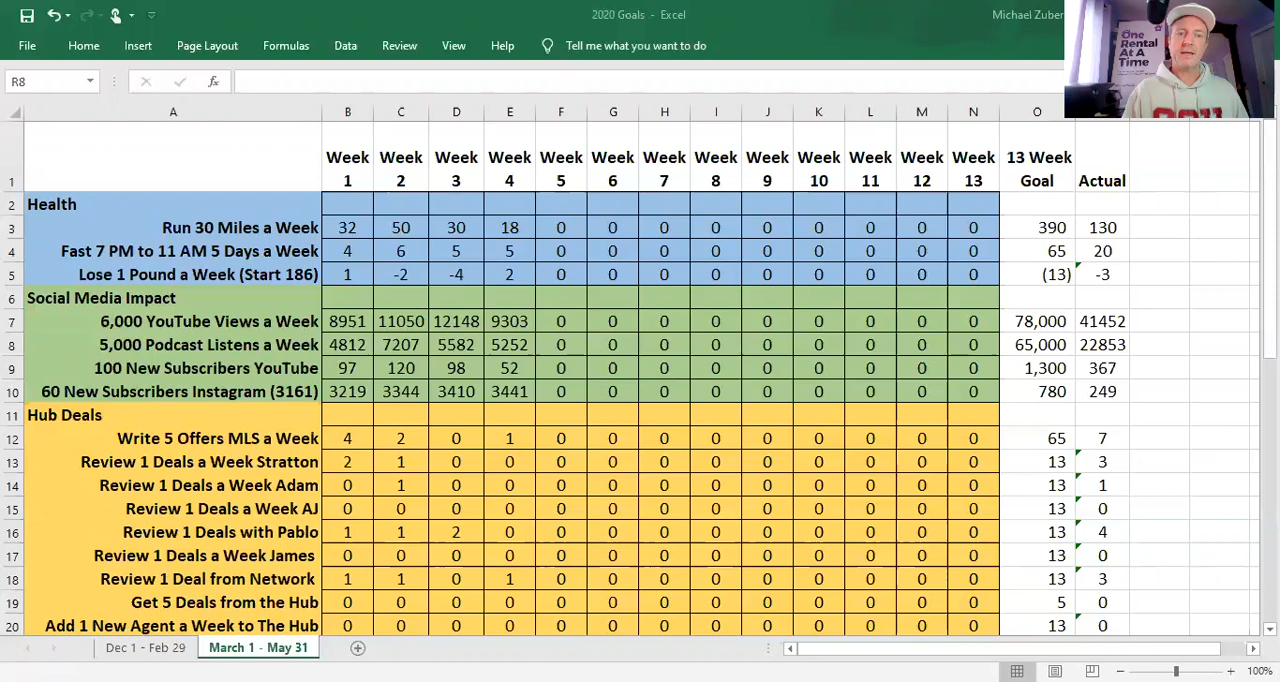 2020 Goals - Excel
Michael Zuber
File Home Insert Page Layout Formulas Data Review View Help Tell me what you want to do
R8 fx
One
Rental
At A
Time
A B C D E F G H I J K L M N O P
1 Week 1 Week 2 Week 3 Week 4 Week 5 Week 6 Week 7 Week 8 Week 9 Week 10 Week 11 Week 12 Week 13 13 Week Goal Actual
2 Health
3 Run 30 Miles a Week 32 50 30 18 0 0 0 0 0 0 0 0 0 390 130
4 Fast 7 PM to 11 AM 5 Days a Week 4 6 5 5 0 0 0 0 0 0 0 0 0 65 20
5 Lose 1 Pound a Week (Start 186) 1 -2 -4 2 0 0 0 0 0 0 0 0 0 (13) -3
6 Social Media Impact
7 6,000 YouTube Views a Week 8951 11050 12148 9303 0 0 0 0 0 0 0 0 0 78,000 41452
8 5,000 Podcast Listens a Week 4812 7207 5582 5252 0 0 0 0 0 0 0 0 0 65,000 22853
9 100 New Subscribers YouTube 97 120 98 52 0 0 0 0 0 0 0 0 0 1,300 367
10 60 New Subscribers Instagram (3161) 3219 3344 3410 3441 0 0 0 0 0 0 0 0 0 780 249
11 Hub Deals
12 Write 5 Offers MLS a Week 4 2 0 1 0 0 0 0 0 0 0 0 0 65 7
13 Review 1 Deals a Week Stratton 2 1 0 0 0 0 0 0 0 0 0 0 0 13 3
14 Review 1 Deals a Week Adam 0 1 0 0 0 0 0 0 0 0 0 0 0 13 1
15 Review 1 Deals a Week AJ 0 0 0 0 0 0 0 0 0 0 0 0 0 13 0
16 Review 1 Deals with Pablo 1 1 2 0 0 0 0 0 0 0 0 0 0 13 4
17 Review 1 Deals a Week James 0 0 0 0 0 0 0 0 0 0 0 0 0 13 0
18 Review 1 Deal from Network 1 1 0 1 0 0 0 0 0 0 0 0 0 13 3
19 Get 5 Deals from the Hub 0 0 0 0 0 0 0 0 0 0 0 0 0 5 0
20 Add 1 New Agent a Week to The Hub 0 0 0 0 0 0 0 0 0 0 0 0 0 13 0
Dec 1 - Feb 29 March 1 - May 31
100%